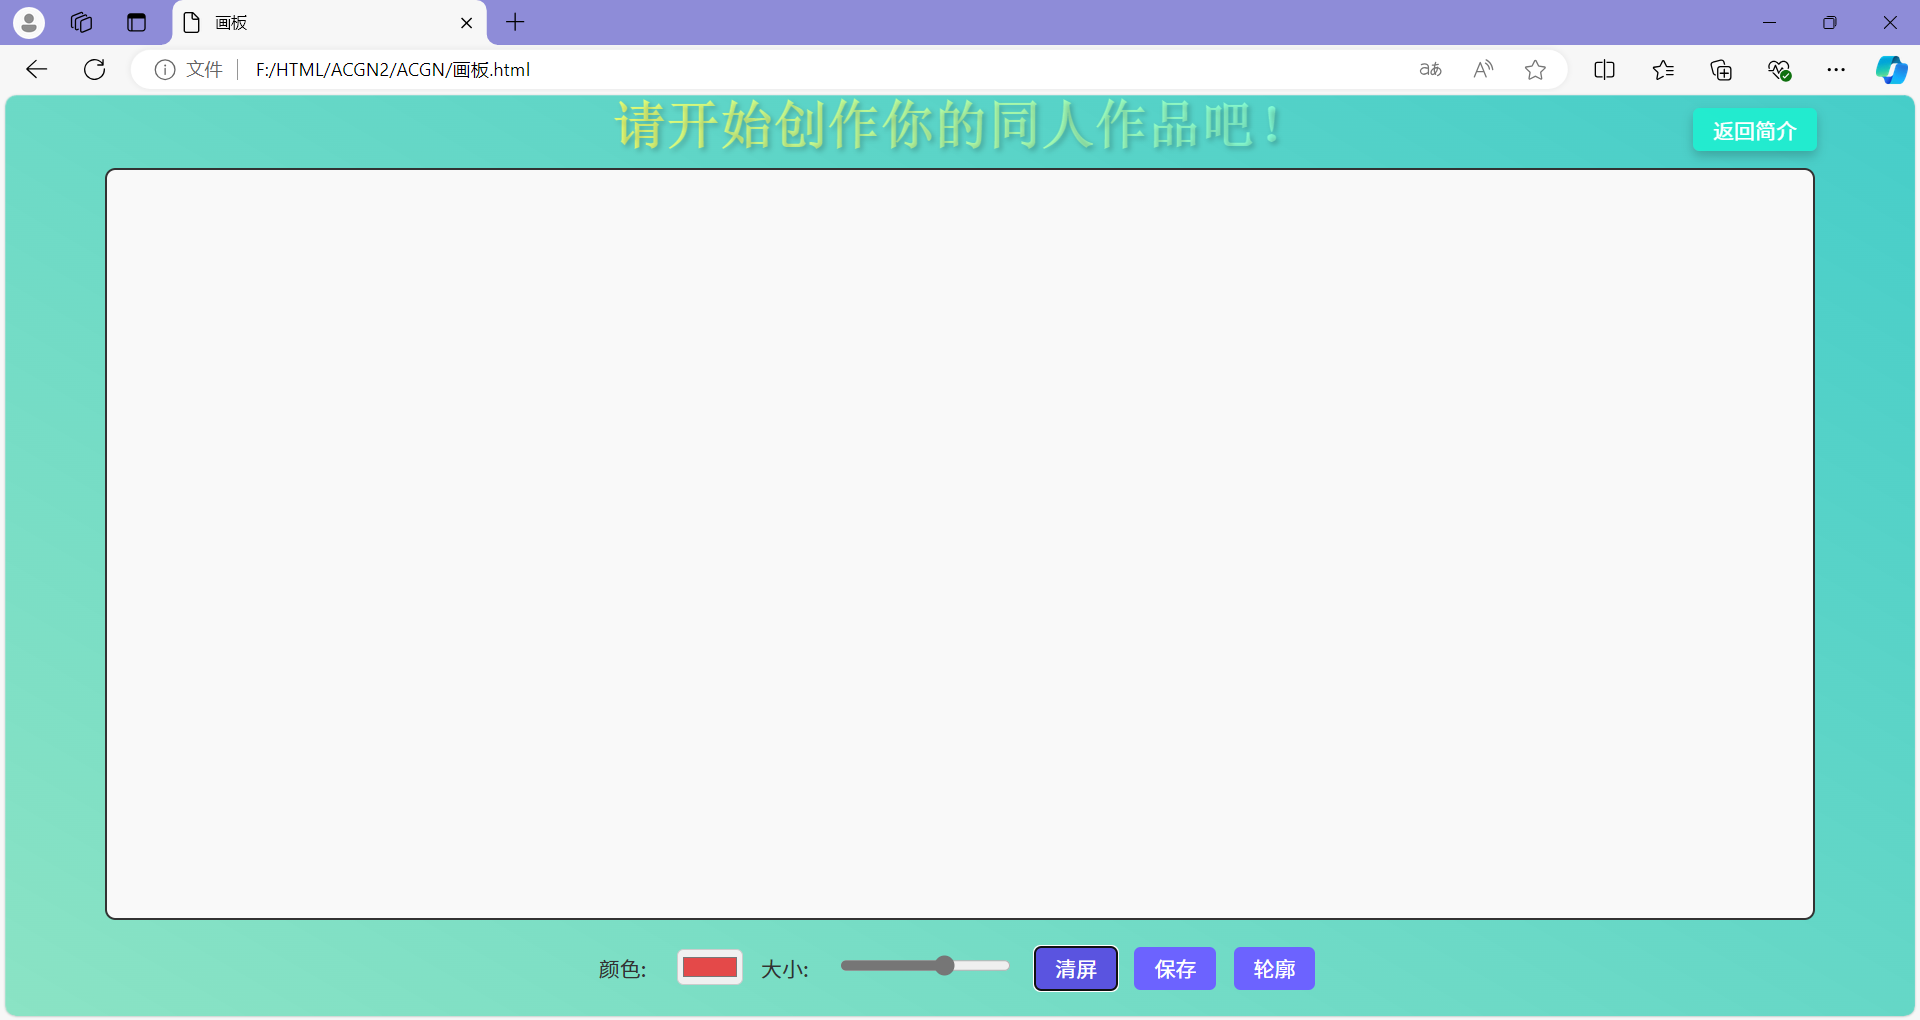 画板
文件 F:/HTML/ACGN2/ACGN/画板.html
请开始创作你的同人作品吧！
返回简介
颜色: 大小: 清屏 保存 轮廓